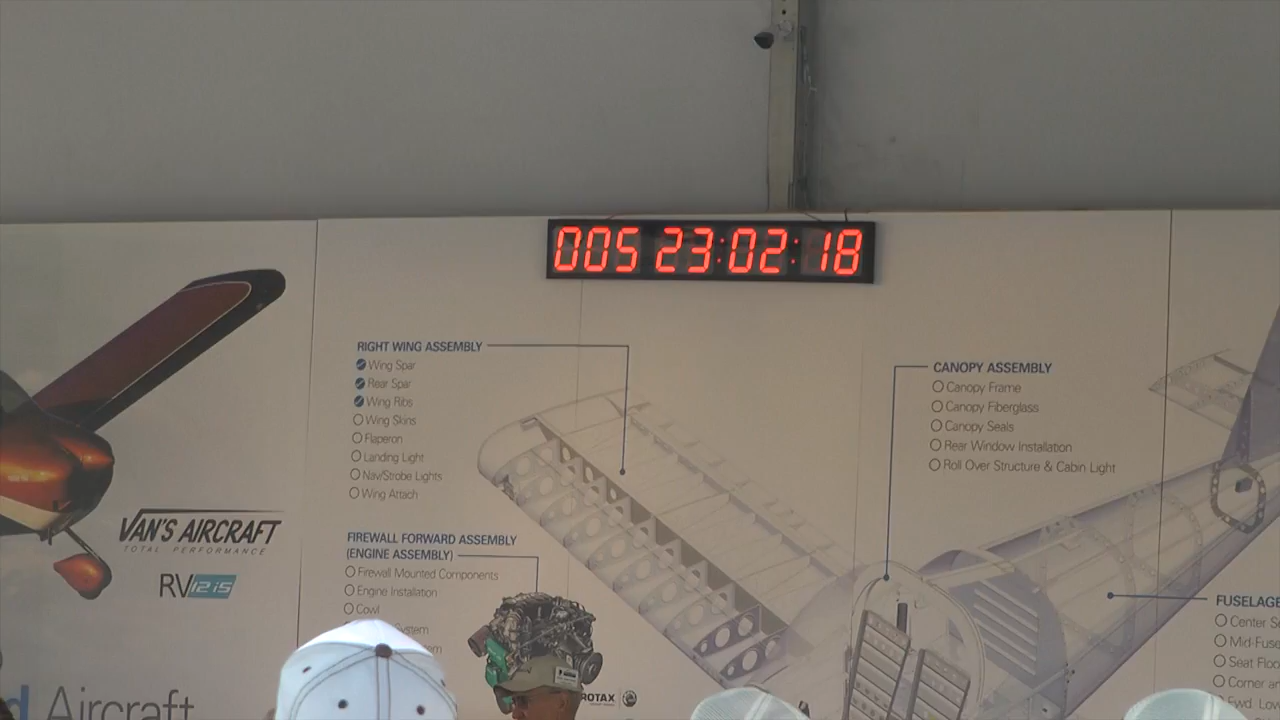 005 23:02:18
RIGHT WING ASSEMBLY
Wing Spar
Rear Spar
Wing Ribs
Wing Skins
Flaperon
Landing Light
Nav/Strobe Lights
Wing Attach
CANOPY ASSEMBLY
Canopy Frame
Canopy Fiberglass
Canopy Seals
Rear Window Installation
Roll Over Structure & Cabin Light
VAN'S AIRCRAFT
TOTAL PERFORMANCE
RV12iS
FIREWALL FORWARD ASSEMBLY
(ENGINE ASSEMBLY)
Firewall Mounted Components
Engine Installation
Cowl
System
FUSELAGE
Center
Mid-Fuse
Seat Floo
Corner
Fwd. Low
ROTAX
Aircraft